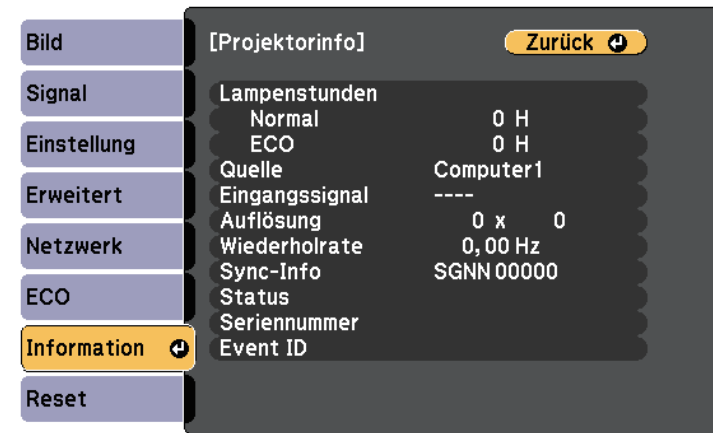 Bild
Signal
Einstellung
Erweitert
Netzwerk
ECO
Information
Reset
[Projektorinfo] Zurück
Lampenstunden
Normal 0 H
ECO 0 H
Quelle Computer1
Eingangssignal ----
Auflösung 0 x 0
Wiederholrate 0,00 Hz
Sync-Info SGNN 00000
Status
Seriennummer
Event ID